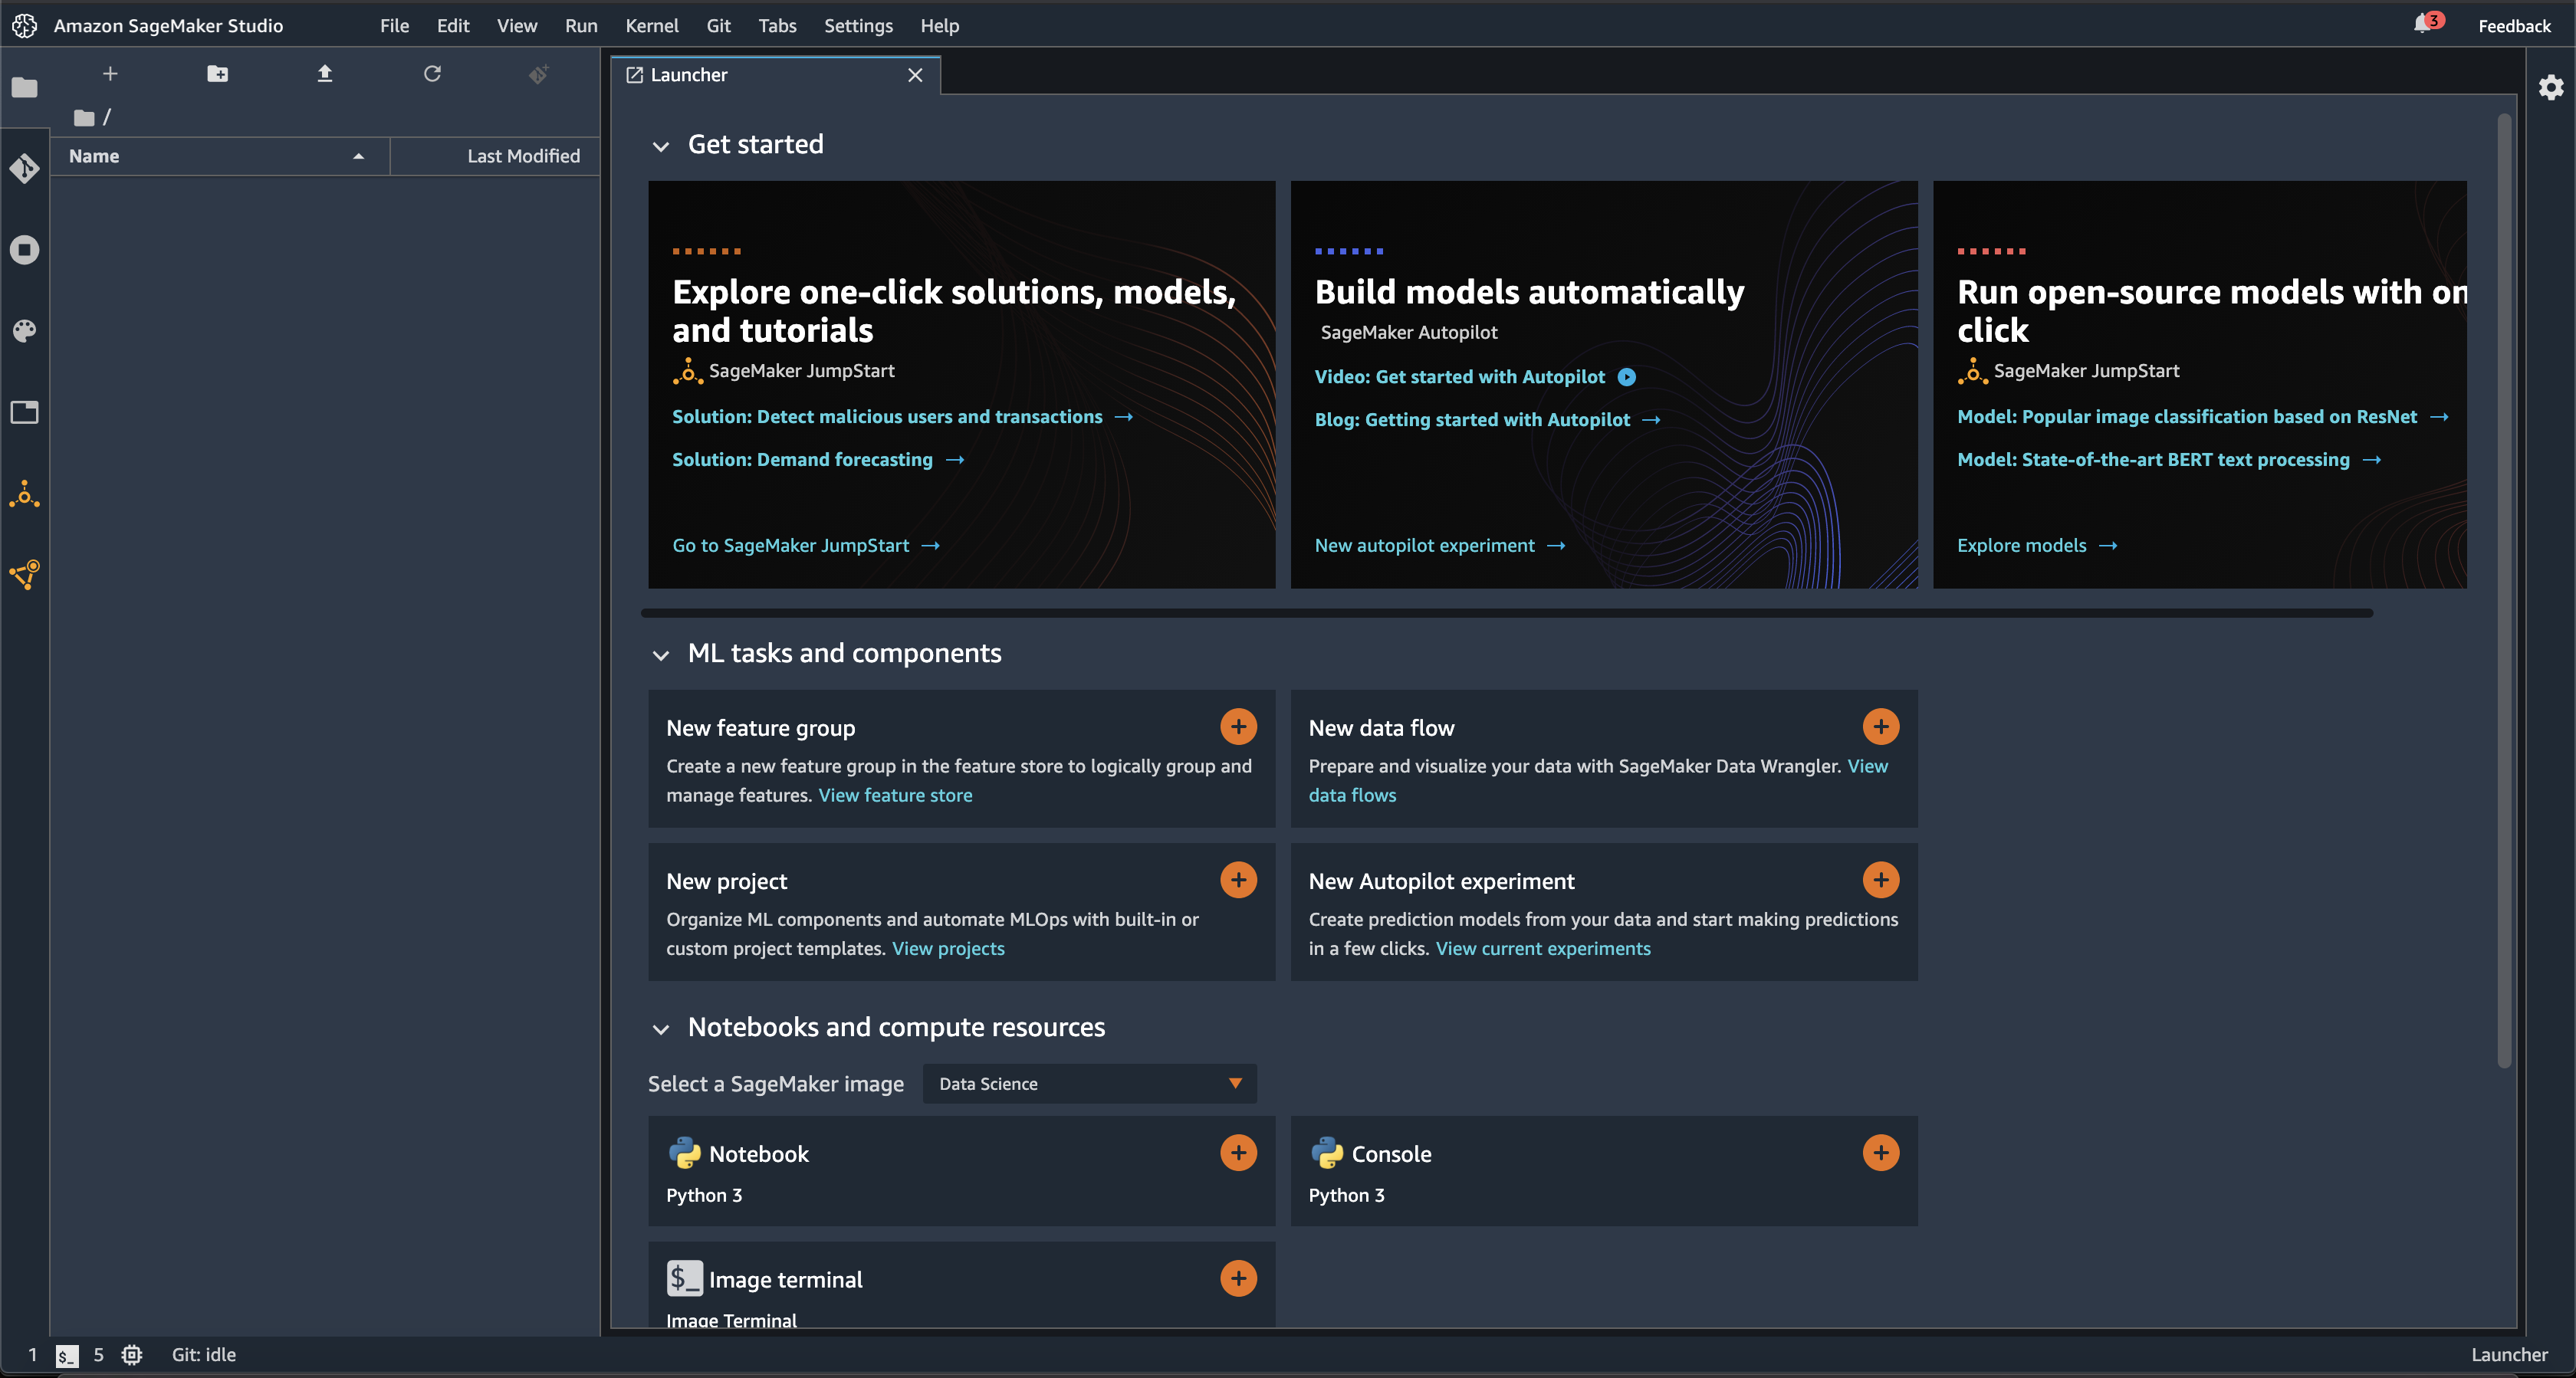 Amazon SageMaker Studio File Edit View Run Kernel Git Tabs Settings Help 3 Feedback
Launcher
/
Name Last Modified
Get started
Explore one-click solutions, models,
and tutorials
SageMaker JumpStart
Solution: Detect malicious users and transactions
Solution: Demand forecasting
Go to SageMaker JumpStart
Build models automatically
SageMaker Autopilot
Video: Get started with Autopilot
Blog: Getting started with Autopilot
New autopilot experiment
Run open-source models with on
click
SageMaker JumpStart
Model: Popular image classification based on ResNet
Model: State-of-the-art BERT text processing
Explore models
ML tasks and components
New feature group
Create a new feature group in the feature store to logically group and
manage features. View feature store
New data flow
Prepare and visualize your data with SageMaker Data Wrangler. View
data flows
New project
Organize ML components and automate MLOps with built-in or
custom project templates. View projects
New Autopilot experiment
Create prediction models from your data and start making predictions
in a few clicks. View current experiments
Notebooks and compute resources
Select a SageMaker image Data Science
Notebook
Python 3
Console
Python 3
$_ Image terminal
Image Terminal
1 $_ 5 Git: idle Launcher